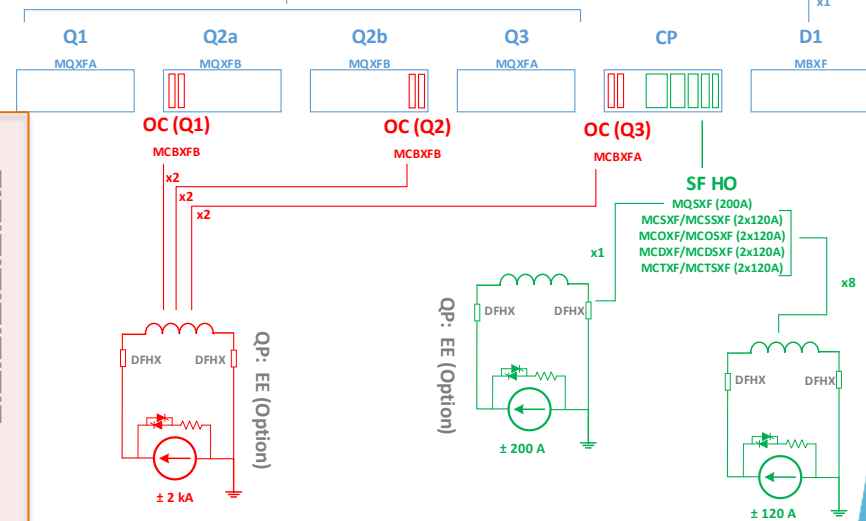 x1
Q1
Q2a
Q2b
Q3
CP
D1
MQXFA
MQXFB
MQXFB
MQXFA
MBXF
OC (Q1)
OC (Q2)
OC (Q3)
MCBXFB
MCBXFB
MCBXFA
x2
x2
x2
SF HO
MQSXF (200A)
MCSXF/MCSSXF (2x120A)
MCOXF/MCOSXF (2x120A)
MCDXF/MCDSXF (2x120A)
MCTXF/MCTSXF (2x120A)
x1
x8
DFHX
DFHX
QP: EE (Option)
± 2 kA
QP: EE (Option)
DFHX
DFHX
± 200 A
DFHX
DFHX
± 120 A